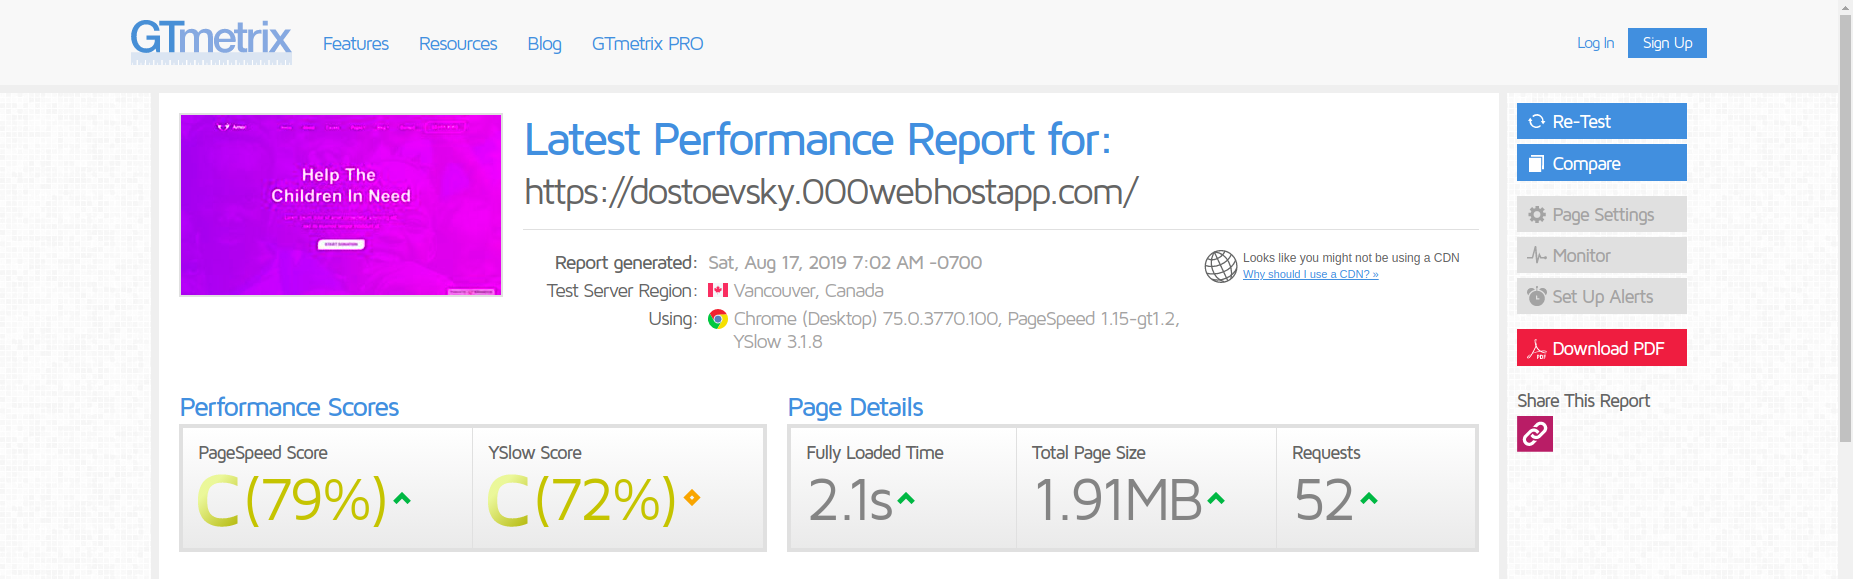 GTmetrix
Features Resources Blog GTmetrix PRO
Log In Sign Up
Help The
Children In Need
START DONATION
Latest Performance Report for:
https://dostoevsky.000webhostapp.com/
Report generated: Sat, Aug 17, 2019 7:02 AM -0700
Test Server Region: Vancouver, Canada
Using: Chrome (Desktop) 75.0.3770.100, PageSpeed 1.15-gt1.2,
YSlow 3.1.8
Looks like you might not be using a CDN
Why should I use a CDN? »
Re-Test
Compare
Page Settings
Monitor
Set Up Alerts
PDF
Download PDF
Share This Report
Performance Scores
PageSpeed Score
C(79%)
YSlow Score
C(72%)
Page Details
Fully Loaded Time
2.1s
Total Page Size
1.91MB
Requests
52